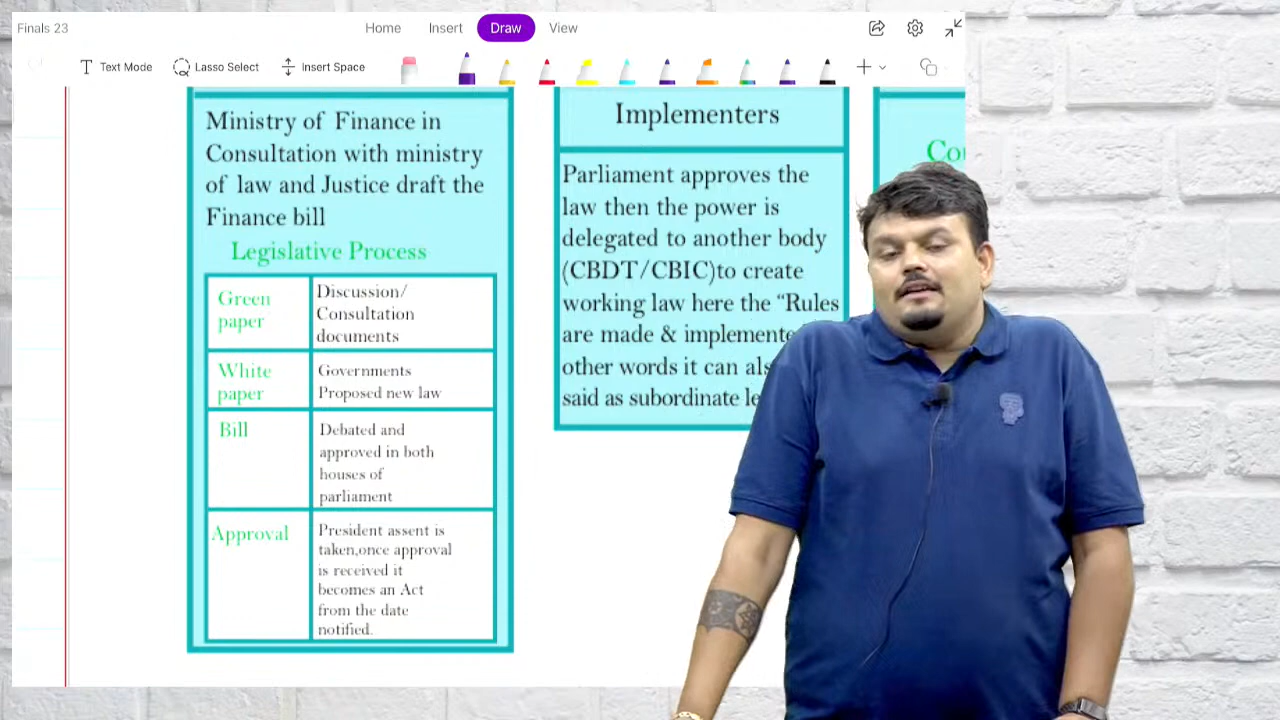 Finals 23
Home
Insert
Draw
View
Text Mode
Lasso Select
Insert Space
Ministry of Finance in
Consultation with ministry
of law and Justice draft the
Finance bill
Legislative Process
Green
paper
Discussion/
Consultation
documents
White
paper
Governments
Proposed new law
Bill
Debated and
approved in both
houses of
parliament
Approval
President assent is
taken,once approval
is received it
becomes an Act
from the date
notified.
Implementers
Parliament approves the
law then the power is
delegated to another body
(CBDT/CBIC)to create
working law here the “Rules
are made &
other words it can
said as subordinate